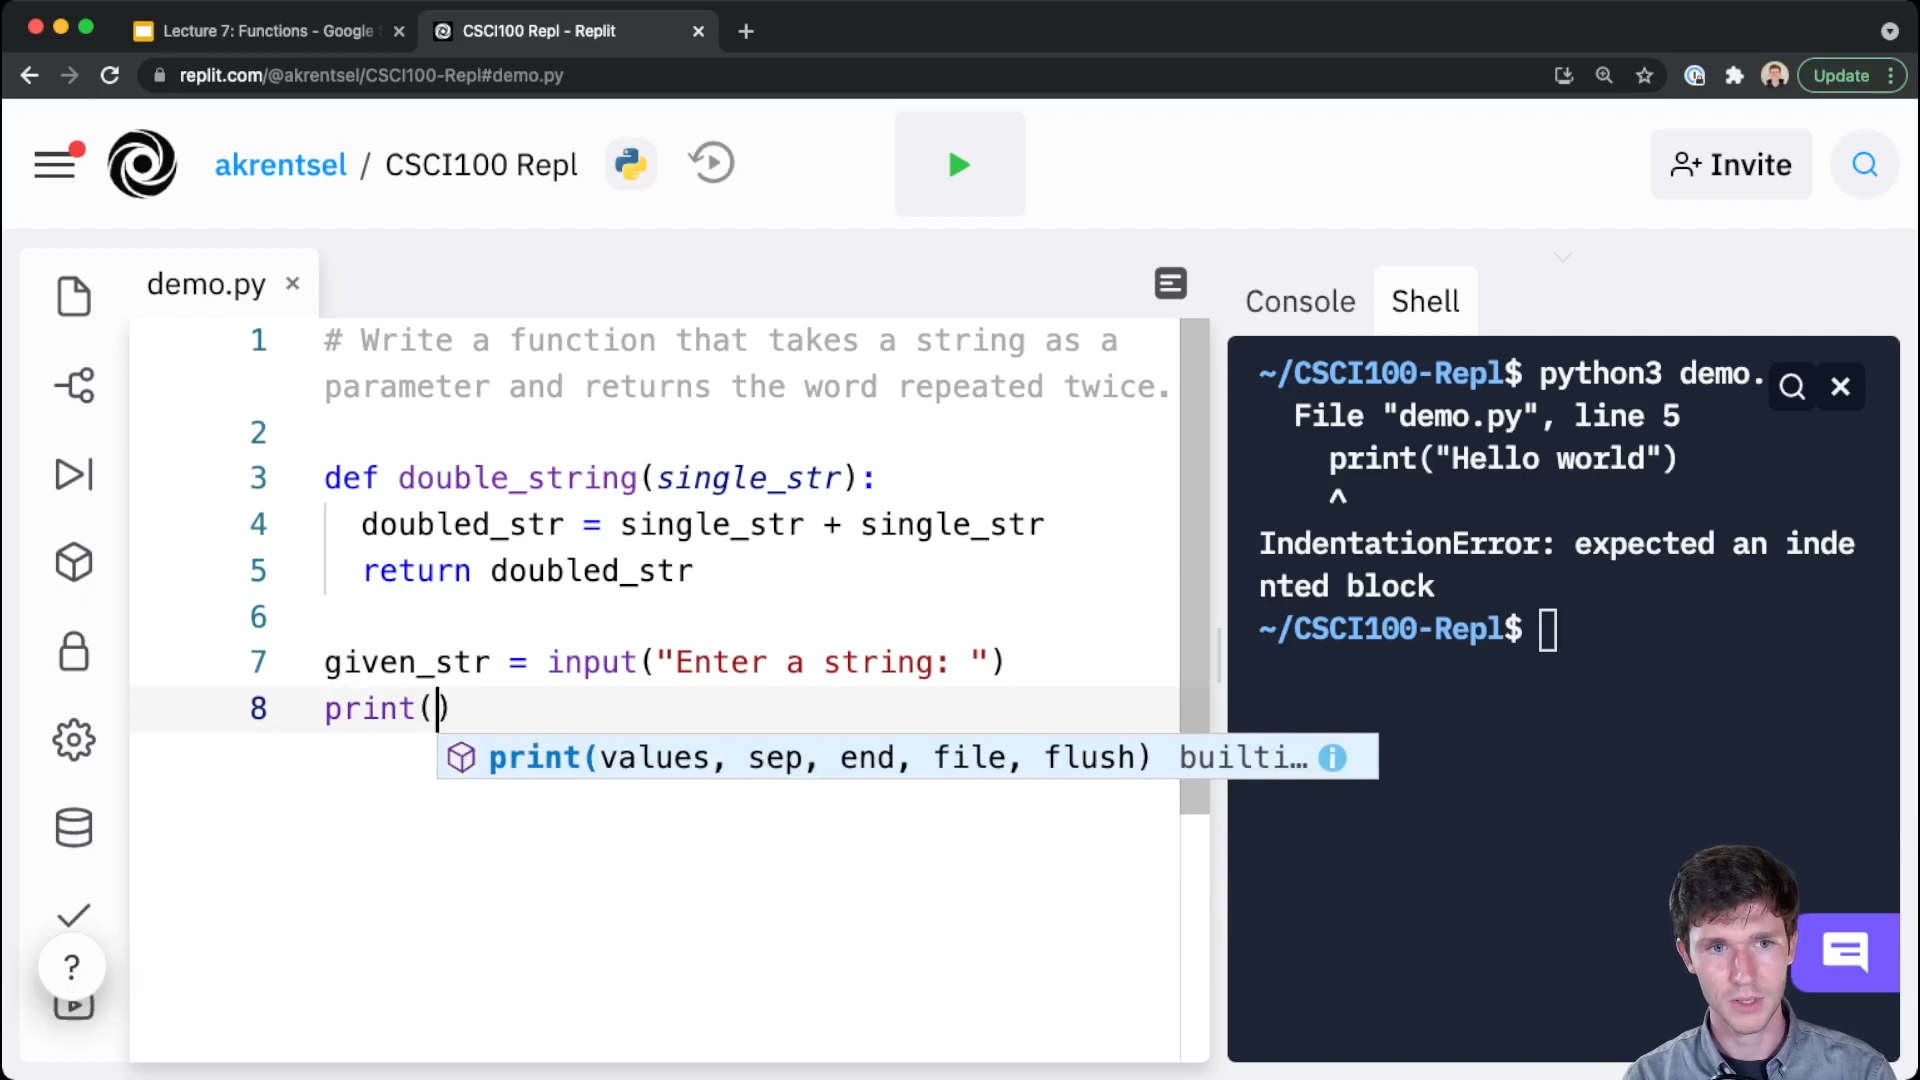 Lecture 7: Functions - Google
CSCI100 Repl - Replit
replit.com/@akrentsel/CSCI100-Repl#demo.py
Update
akrentsel / CSCI100 Repl
Invite
demo.py
1 # Write a function that takes a string as a
parameter and returns the word repeated twice.
2
3 def double_string(single_str):
4 doubled_str = single_str + single_str
5 return doubled_str
6
7 given_str = input("Enter a string: ")
8 print()
print(values, sep, end, file, flush) builti…
Console
Shell
~/CSCI100-Repl$ python3 demo.
File "demo.py", line 5
print("Hello world")
^
IndentationError: expected an inde
nted block
~/CSCI100-Repl$
?